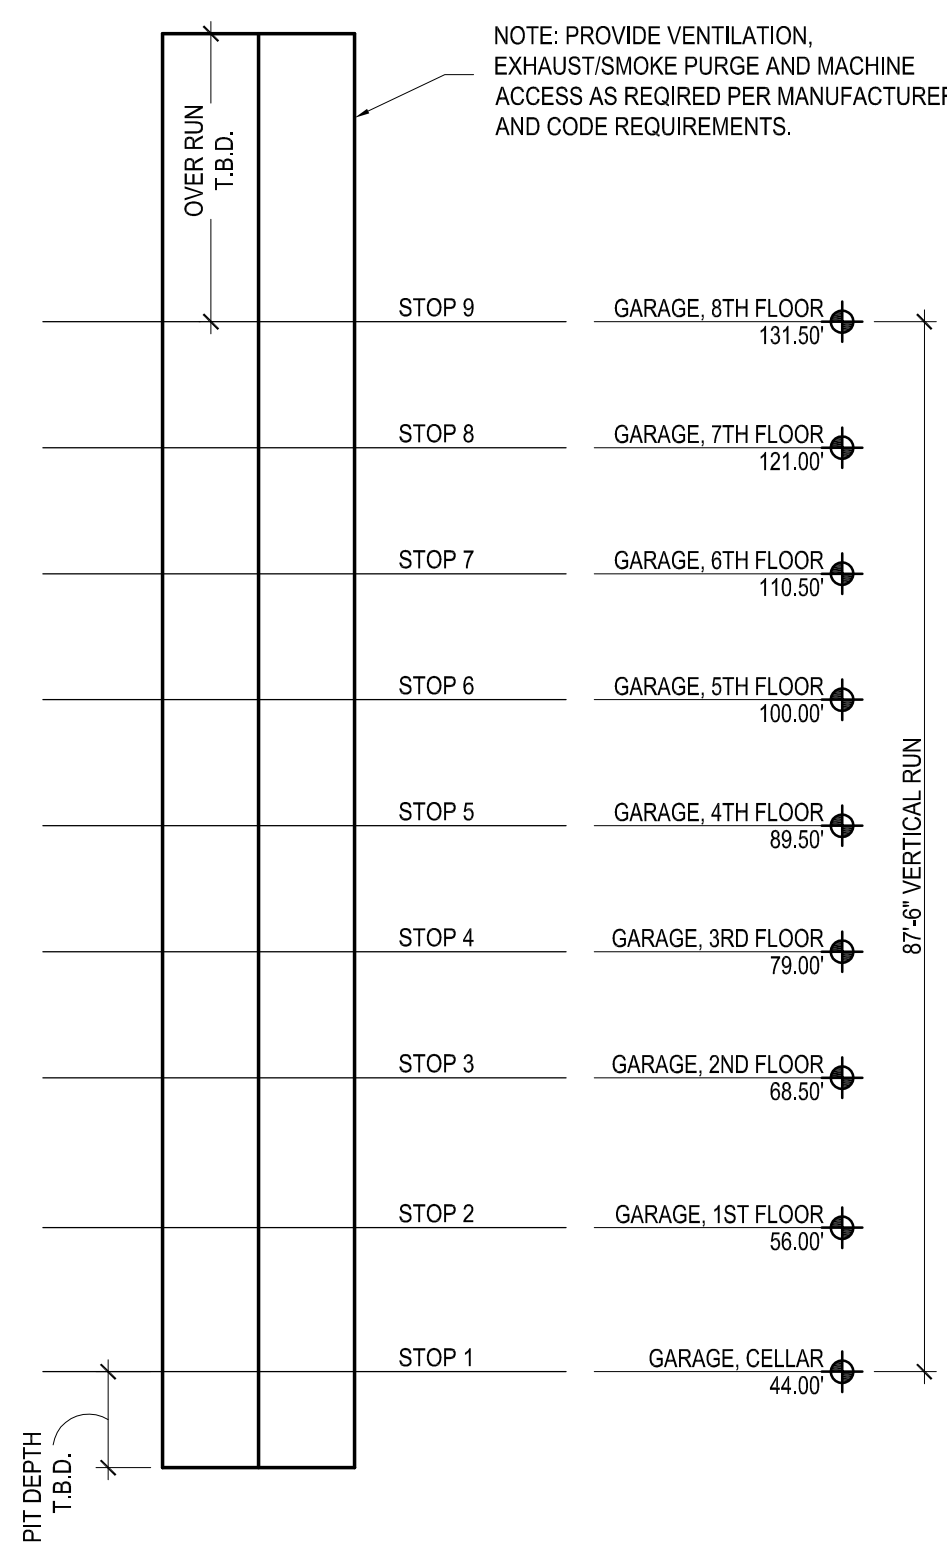 NOTE: PROVIDE VENTILATION,
EXHAUST/SMOKE PURGE AND MACHINE
ACCESS AS REQIRED PER MANUFACTURER
AND CODE REQUIREMENTS.
OVER RUN
T.B.D.
STOP 9
GARAGE, 8TH FLOOR
131.50'
STOP 8
GARAGE, 7TH FLOOR
121.00'
STOP 7
GARAGE, 6TH FLOOR
110.50'
STOP 6
GARAGE, 5TH FLOOR
100.00'
STOP 5
GARAGE, 4TH FLOOR
89.50'
87'-6" VERTICAL RUN
STOP 4
GARAGE, 3RD FLOOR
79.00'
STOP 3
GARAGE, 2ND FLOOR
68.50'
STOP 2
GARAGE, 1ST FLOOR
56.00'
STOP 1
GARAGE, CELLAR
44.00'
PIT DEPTH
T.B.D.